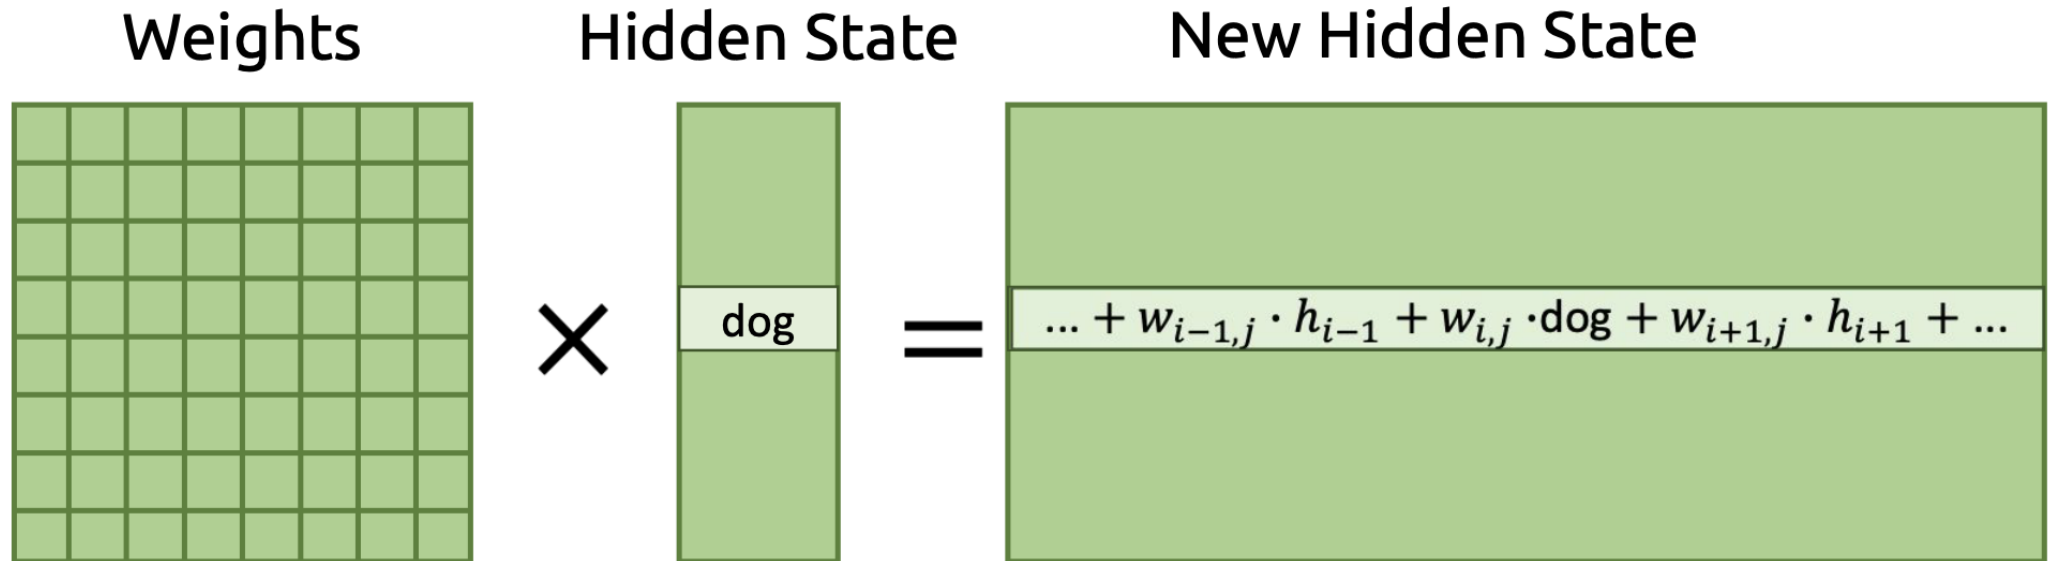 Weights
Hidden State
New Hidden State
×
dog
=
... + w_{i−1,j} · h_{i−1} + w_{i,j} ·dog + w_{i+1,j} · h_{i+1} + ...